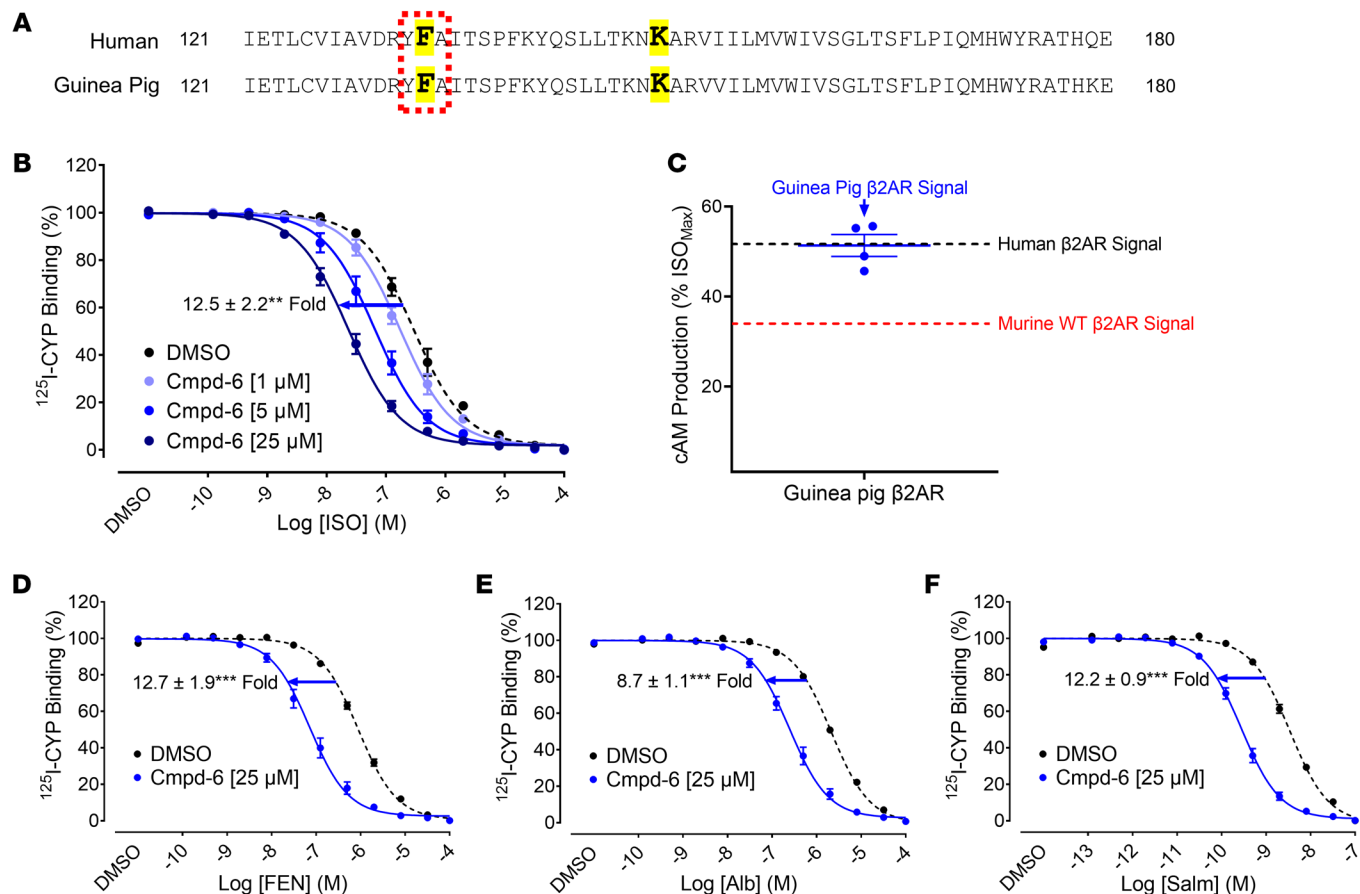 A
Human 121 IETLCVIAVDRYFAITSPFKYQSLLTKNKARVIILMVWIVSGLTSFLPIQMHWYRATHQE 180
Guinea Pig 121 IETLCVIAVDRYFAITSPFKYQSLLTKNKARVVILMVWIVSGLTSFLPIQMHWYRATHKE 180
B
¹²⁵I-CYP Binding (%)
120
100
80
60
40
20
0
12.5 ± 2.2** Fold
DMSO
Cmpd-6 [1 µM]
Cmpd-6 [5 µM]
Cmpd-6 [25 µM]
DMSO -10 -9 -8 -7 -6 -5 -4
Log [ISO] (M)
C
cAM Production (% ISOMax)
60
40
20
Guinea Pig β2AR Signal
Human β2AR Signal
Murine WT β2AR Signal
Guinea pig β2AR
D
¹²⁵I-CYP Binding (%)
120
100
80
60
40
20
0
12.7 ± 1.9*** Fold
DMSO
Cmpd-6 [25 µM]
DMSO -10 -9 -8 -7 -6 -5 -4
Log [FEN] (M)
E
¹²⁵I-CYP Binding (%)
120
100
80
60
40
20
0
8.7 ± 1.1*** Fold
DMSO
Cmpd-6 [25 µM]
DMSO -10 -9 -8 -7 -6 -5 -4
Log [Alb] (M)
F
¹²⁵I-CYP Binding (%)
120
100
80
60
40
20
0
12.2 ± 0.9*** Fold
DMSO
Cmpd-6 [25 µM]
DMSO -13 -12 -11 -10 -9 -8 -7
Log [Salm] (M)